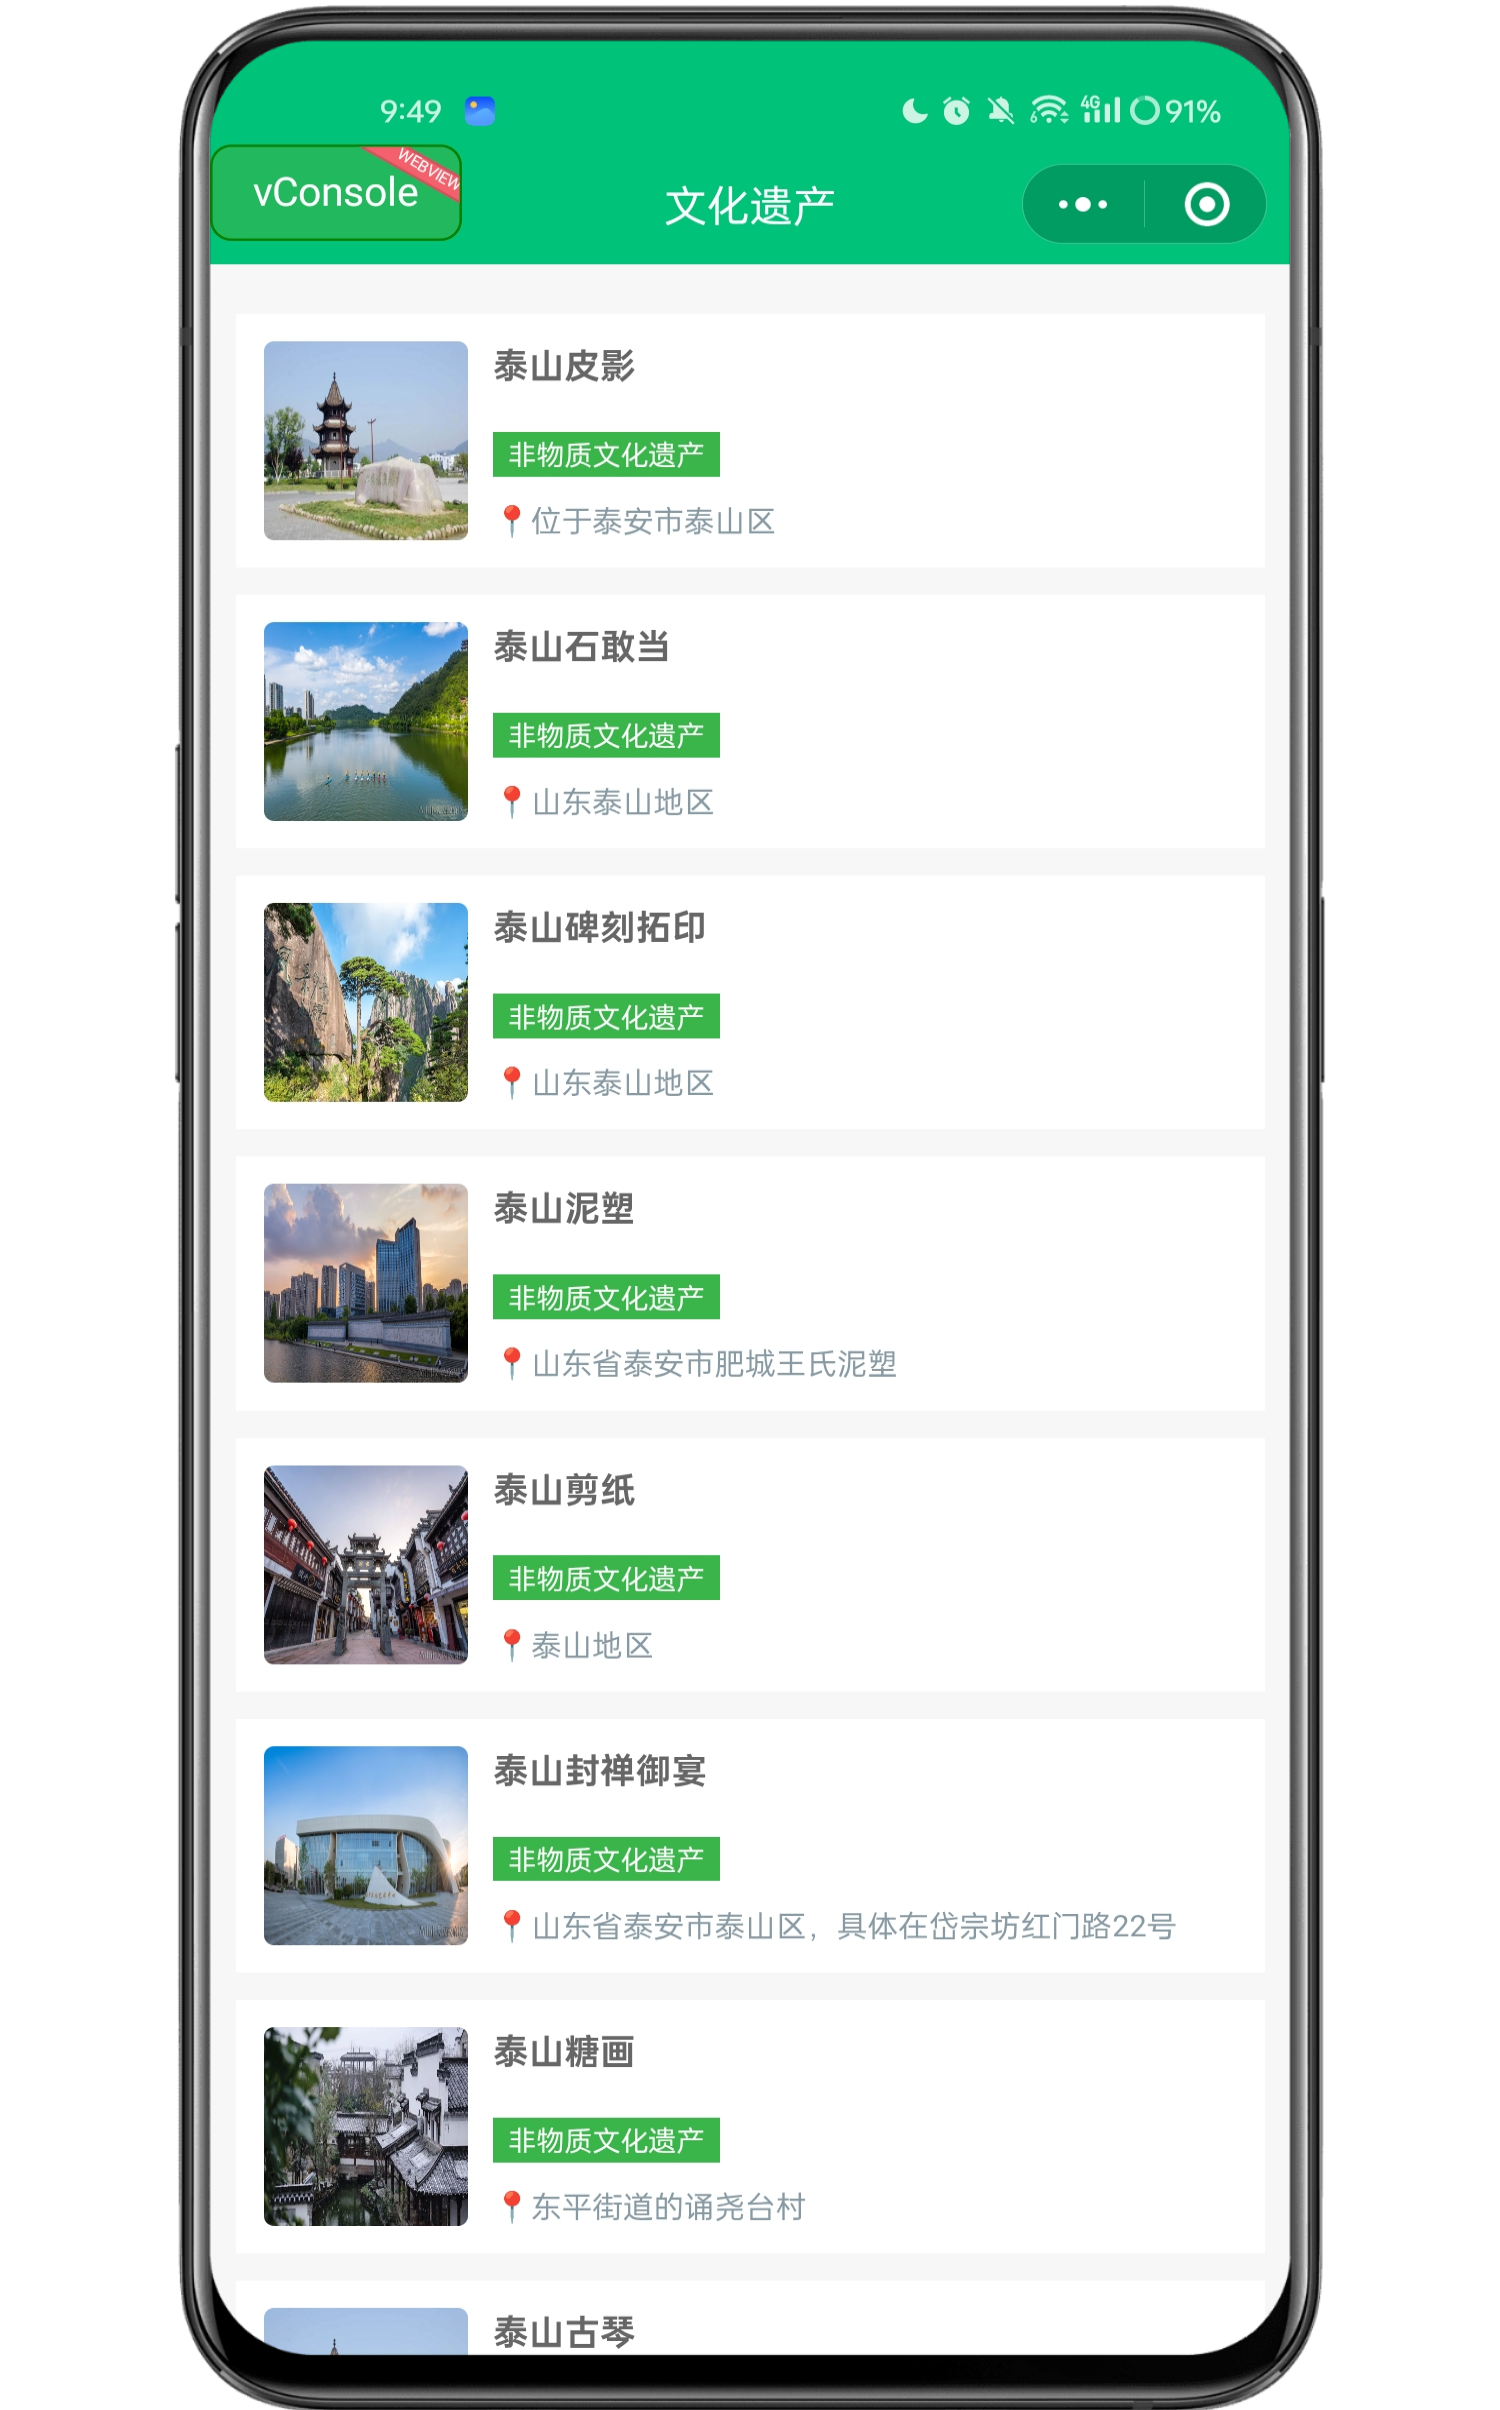 9:49
4G
91%
vConsole
WEBVIEW
文化遗产
泰山皮影
非物质文化遗产
📍位于泰安市泰山区
泰山石敢当
非物质文化遗产
📍山东泰山地区
泰山碑刻拓印
非物质文化遗产
📍山东泰山地区
泰山泥塑
非物质文化遗产
📍山东省泰安市肥城王氏泥塑
泰山剪纸
非物质文化遗产
📍泰山地区
泰山封禅御宴
非物质文化遗产
📍山东省泰安市泰山区，具体在岱宗坊红门路22号
泰山糖画
非物质文化遗产
📍东平街道的诵尧台村
泰山古琴